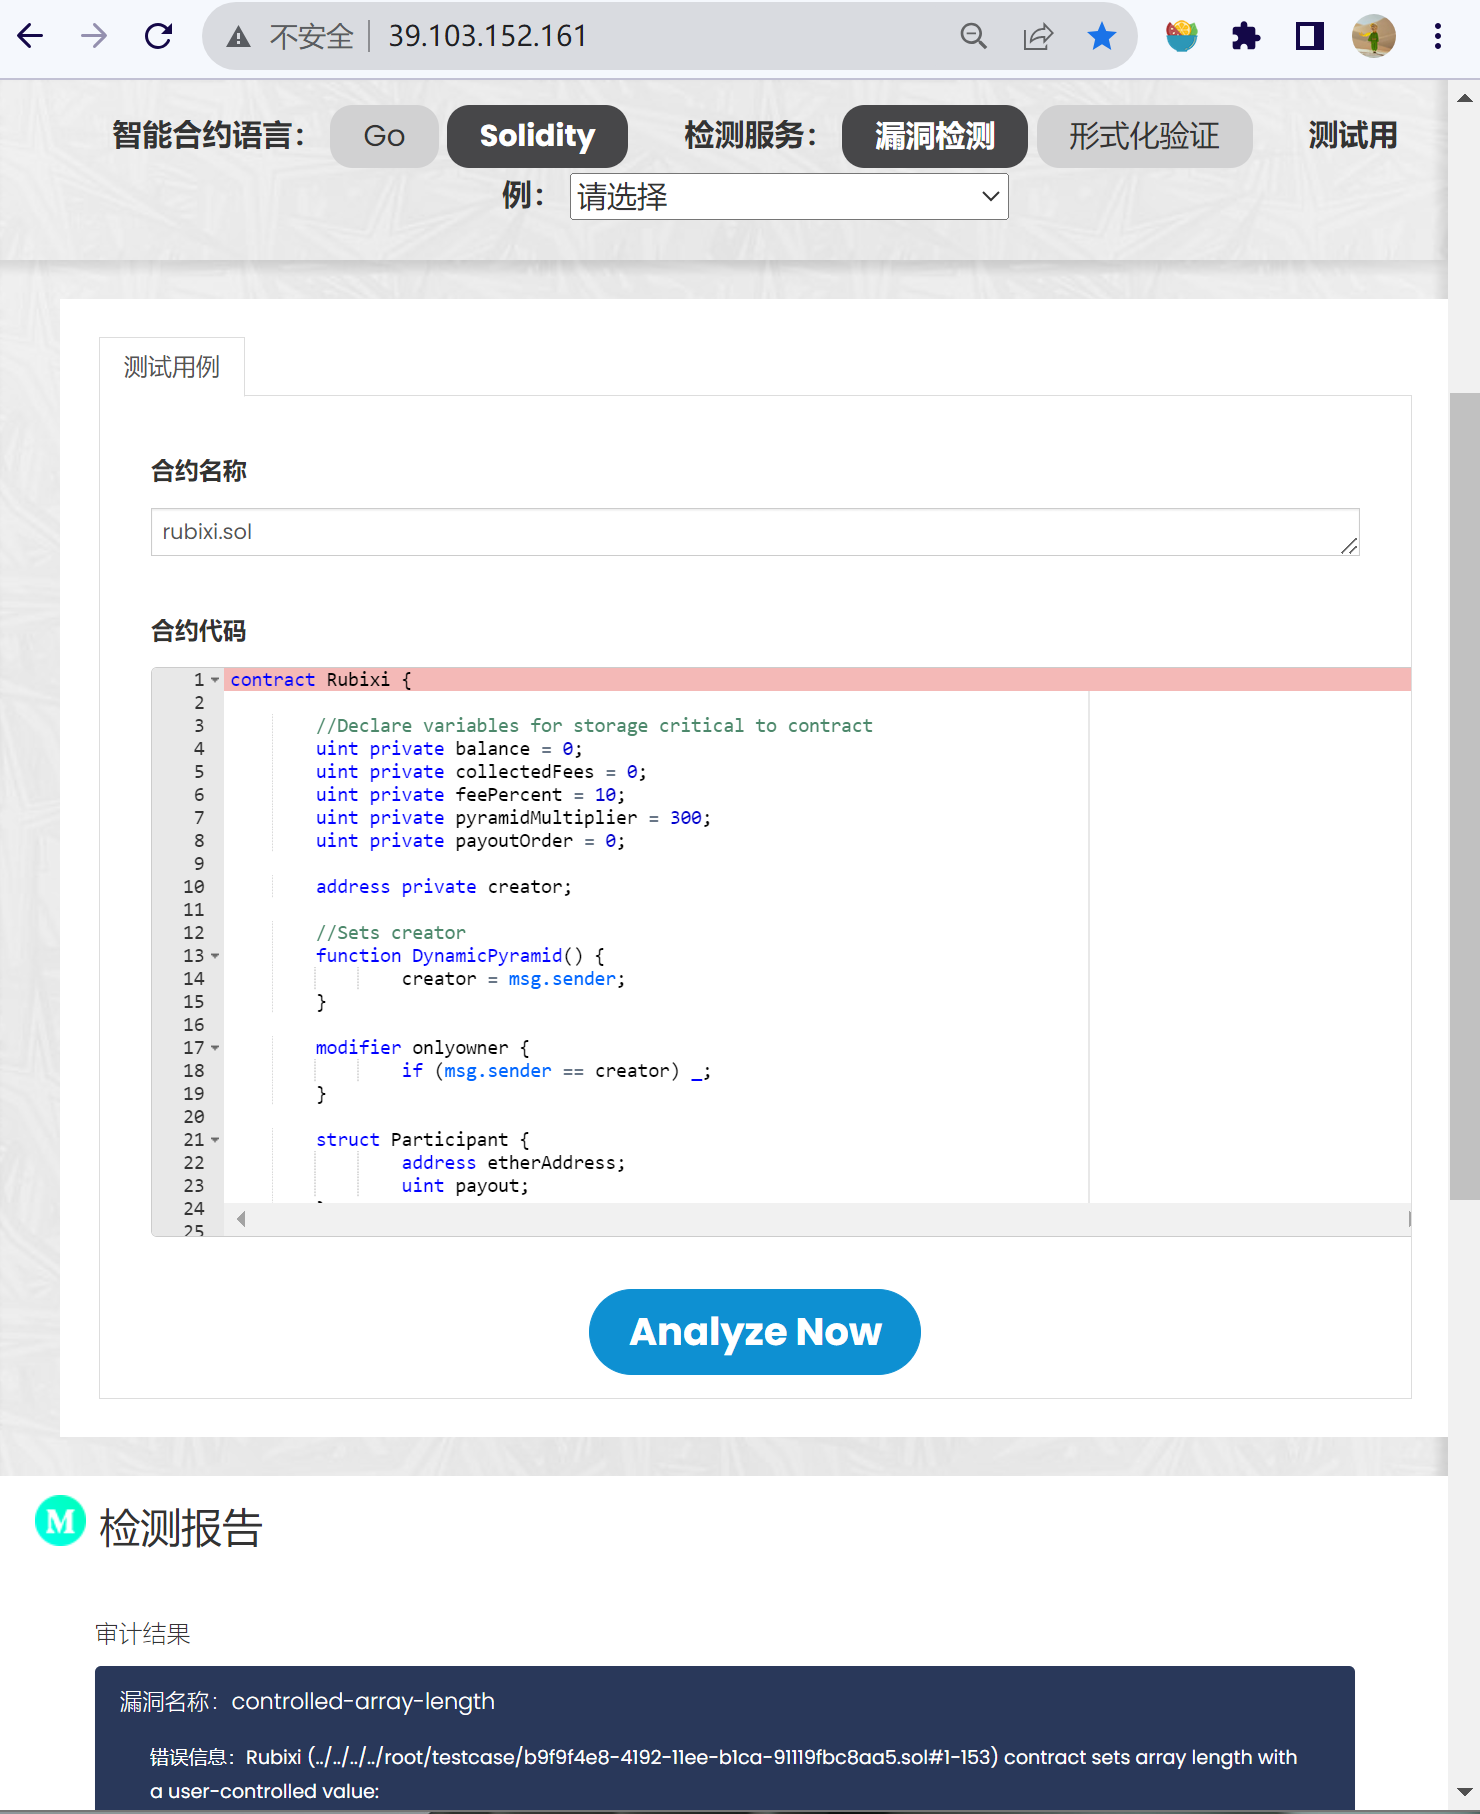 不安全 39.103.152.161
智能合约语言： Go Solidity 检测服务： 漏洞检测 形式化验证 测试用
例： 请选择
测试用例
合约名称
rubixi.sol
合约代码
1 contract Rubixi {
2
3 //Declare variables for storage critical to contract
4 uint private balance = 0;
5 uint private collectedFees = 0;
6 uint private feePercent = 10;
7 uint private pyramidMultiplier = 300;
8 uint private payoutOrder = 0;
9
10 address private creator;
11
12 //Sets creator
13 function DynamicPyramid() {
14 creator = msg.sender;
15 }
16
17 modifier onlyowner {
18 if (msg.sender == creator) _;
19 }
20
21 struct Participant {
22 address etherAddress;
23 uint payout;
24
25
Analyze Now
M 检测报告
审计结果
漏洞名称：controlled-array-length
错误信息：Rubixi (../../../../root/testcase/b9f9f4e8-4192-11ee-b1ca-91119fbc8aa5.sol#1-153) contract sets array length with
a user-controlled value: